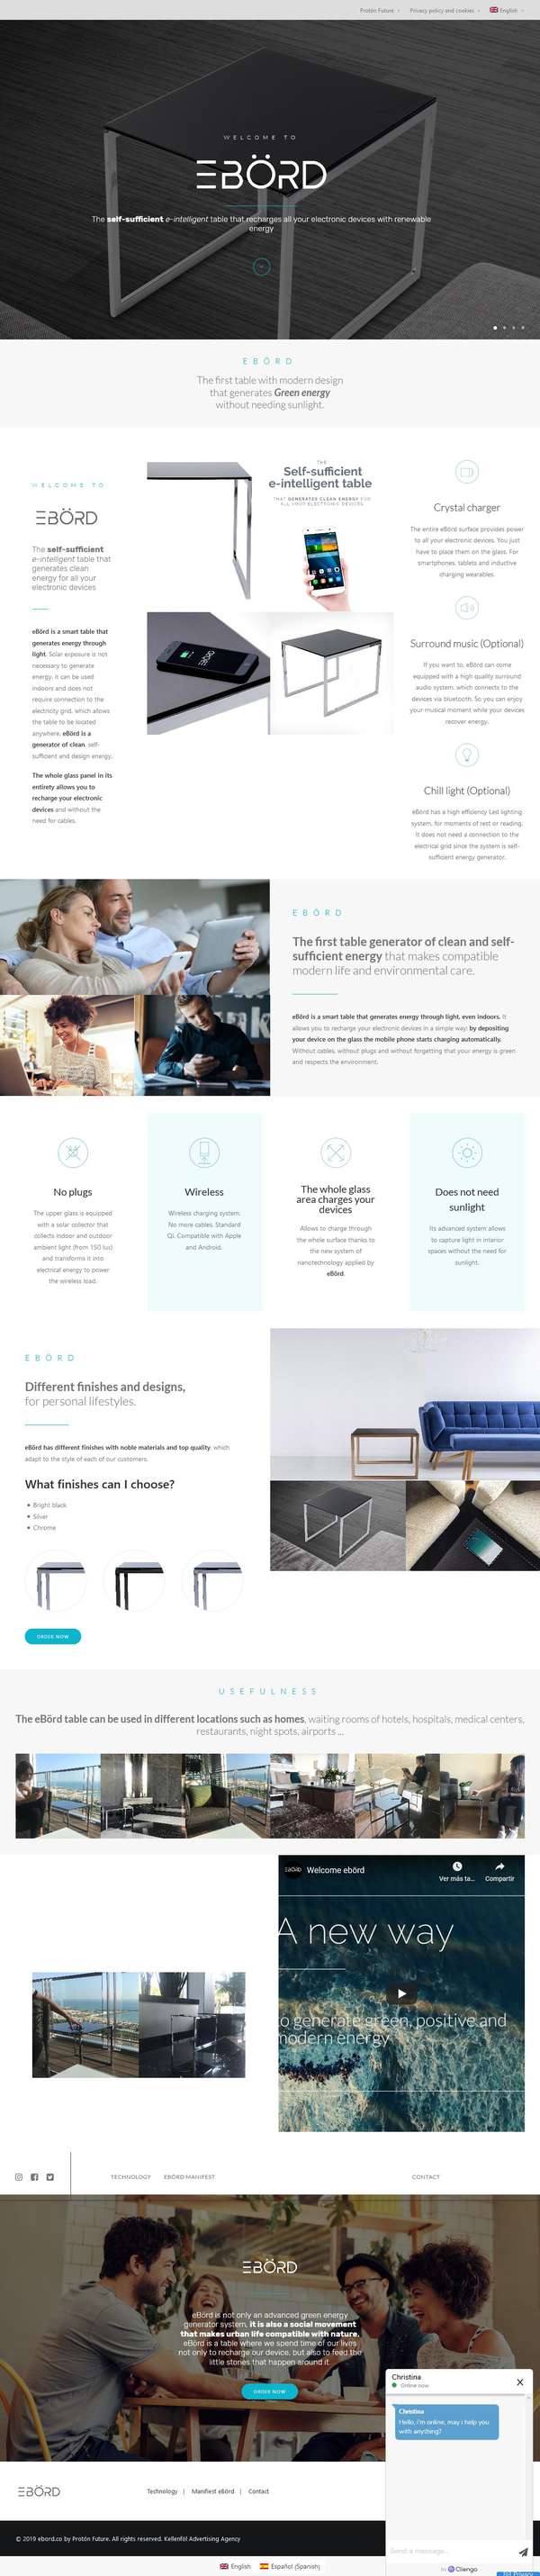 Protón Future
Privacy policy and cookies
English
WELCOME TO
EBÖRD
The self-sufficient e-intelligent table that recharges all your electronic devices with renewable
energy
EBÖRD
The first table with modern design
that generates Green energy
without needing sunlight.
WELCOME TO
EBÖRD
The self-sufficient
e-intelligent table that
generates clean
energy for all your
electronic devices
eBörd is a smart table that
generates energy through
light. Solar exposure is not
necessary to generate
energy, it can be used
indoors and does not
require connection to the
electricity grid, which allows
the table to be located
anywhere. eBörd is a
generator of clean, self-
sufficient and design energy.
The whole glass panel in its
entirety allows you to
recharge your electronic
devices and without the
need for cables.
THE
Self-sufficient
e-intelligent table
THAT GENERATES CLEAN ENERGY FOR
ALL YOUR ELECTRONIC DEVICES
EBÖRD
Crystal charger
The entire eBörd surface provides power
to all your electronic devices. You just
have to place them on the glass. For
smartphones, tablets and inductive
charging wearables.
Surround music (Optional)
If you want to, eBörd can come
equipped with a high quality surround
audio system, which connects to the
devices via bluetooth. So you can enjoy
your musical moment while your devices
recover energy.
Chill light (Optional)
eBörd has a high efficiency Led lighting
system, for moments of rest or reading.
It does not need a connection to the
electrical grid since the system is self-
sufficient energy generator.
EBÖRD
The first table generator of clean and self-
sufficient energy that makes compatible
modern life and environmental care.
eBörd is a smart table that generates energy through light, even indoors. It
allows you to recharge your electronic devices in a simple way: by depositing
your device on the glass the mobile phone starts charging automatically.
Without cables, without plugs and without forgetting that your energy is green
and respects the environment.
No plugs
The upper glass is equipped
with a solar collector that
collects indoor and outdoor
ambient light (from 150 lux)
and transforms it into
electrical energy to power
the wireless load.
Wireless
Wireless charging system.
No more cables. Standard
Qi. Compatible with Apple
and Android.
The whole glass
area charges your
devices
Allows to charge through
the whole surface thanks to
the new system of
nanotechnology applied by
eBörd.
Does not need
sunlight
Its advanced system allows
to capture light in interior
spaces without the need for
sunlight.
EBÖRD
Different finishes and designs,
for personal lifestyles.
eBörd has different finishes with noble materials and top quality, which
adapt to the style of each of our customers.
What finishes can I choose?
Bright black
Silver
Chrome
ORDER NOW
USEFULNESS
The eBörd table can be used in different locations such as homes, waiting rooms of hotels, hospitals, medical centers,
restaurants, night spots, airports ...
EBÖRD
Welcome ebörd
Ver más ta...
Compartir
A new way
to generate green, positive and
modern energy
TECHNOLOGY
EBÖRD MANIFEST
CONTACT
EBÖRD
eBörd is not only an advanced green energy
generator system, it is also a social movement
that makes urban life compatible with nature.
eBörd is a table where we spend time of our lives
not only to recharge our device, but also to feed the
little stories that happen around it.
ORDER NOW
Christina
Online now
Christina
Hello, i'm online, may i help you
with anything?
Send a message...
by Cliengo
Privacy
EBÖRD
Technology | Manifiest eBörd | Contact
© 2019 ebord.co by Protón Future. All rights reserved. Kellenföl Advertising Agency
English
Español (Spanish)